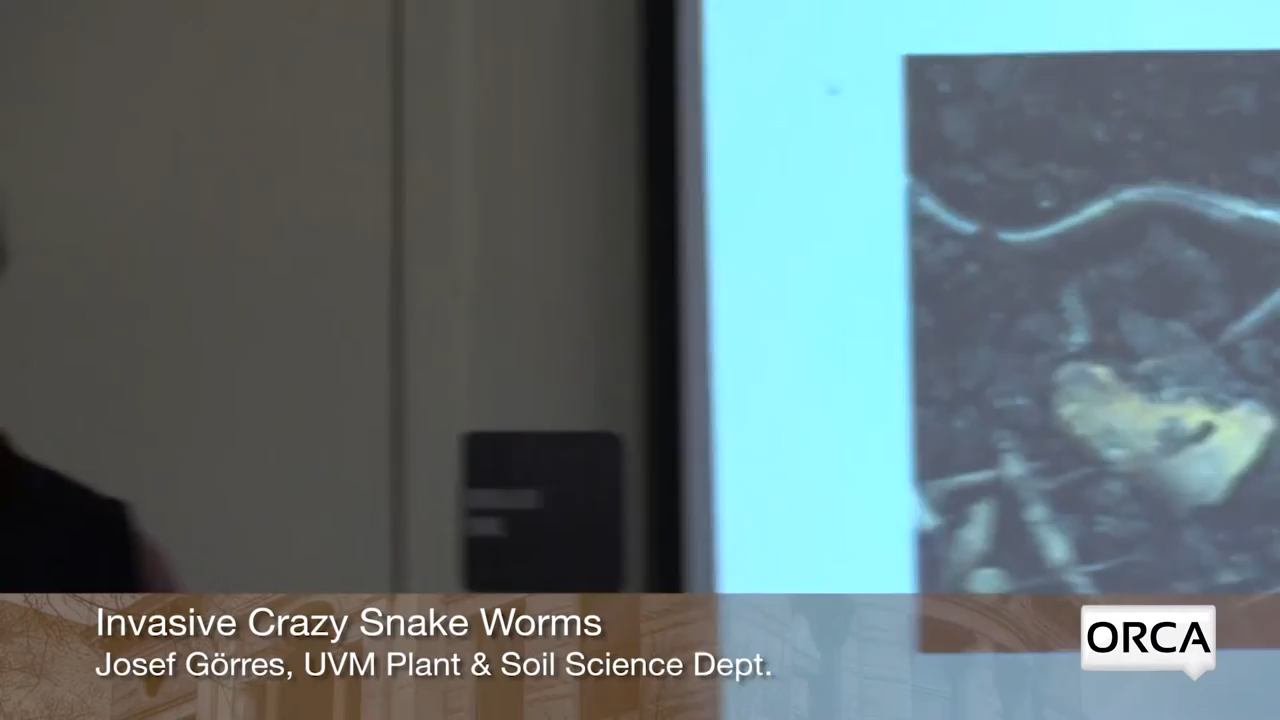 Invasive Crazy Snake Worms
Josef Görres, UVM Plant & Soil Science Dept.
ORCA